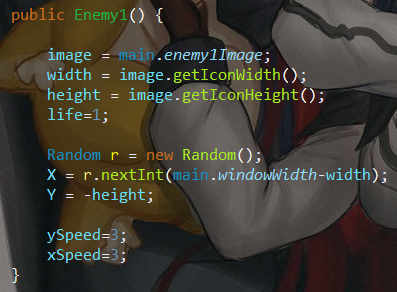 public Enemy1() {
image = main.enemy1Image;
width = image.getIconWidth();
height = image.getIconHeight();
life=1;
Random r = new Random();
X = r.nextInt(main.windowWidth-width);
Y = -height;
ySpeed=3;
xSpeed=3;
}